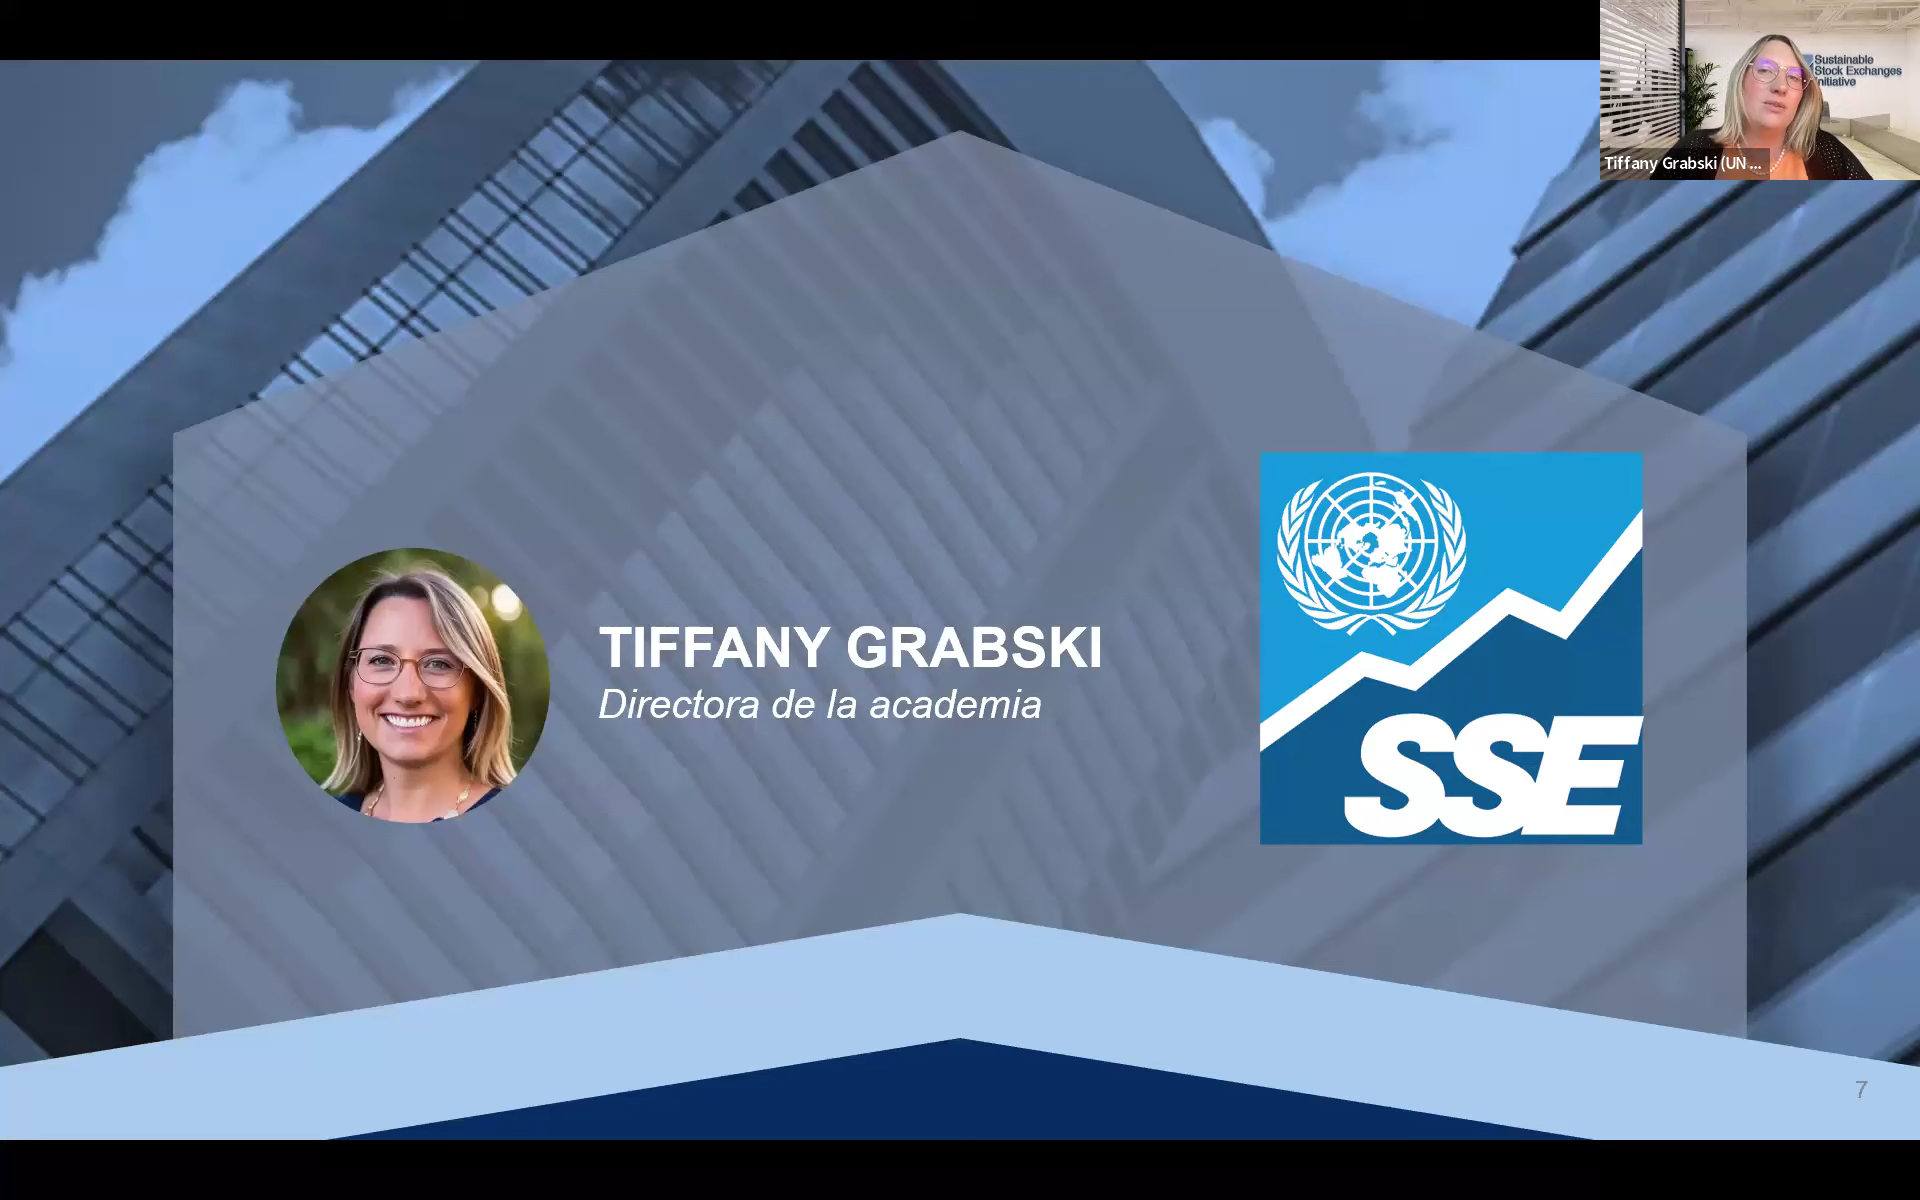 Sustainable
Stock Exchanges
Initiative
Tiffany Grabski (UN ...
TIFFANY GRABSKI
Directora de la academia
SSE
7